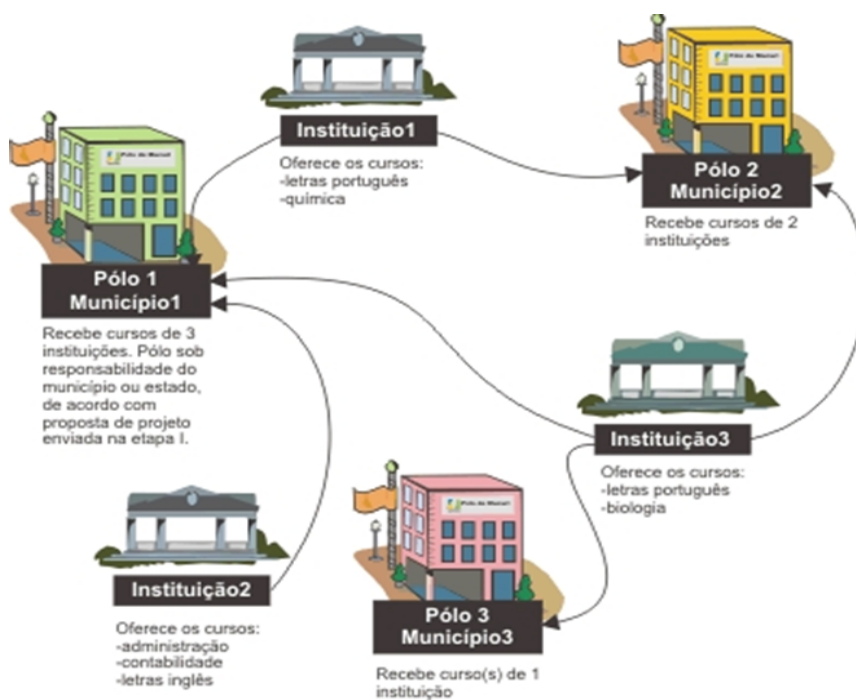 Instituição1
Oferece os cursos:
-letras português
-química
Pólo 2
Município2
Recebe cursos de 2
instituições
Pólo 1
Município1
Recebe cursos de 3
instituições. Pólo sob
responsabilidade do
município ou estado,
de acordo com
proposta de projeto
enviada na etapa I.
Instituição3
Oferece os cursos:
-letras português
-biologia
Instituição2
Oferece os cursos:
-administração
-contabilidade
-letras inglês
Pólo 3
Município3
Recebe curso(s) de 1
instituição